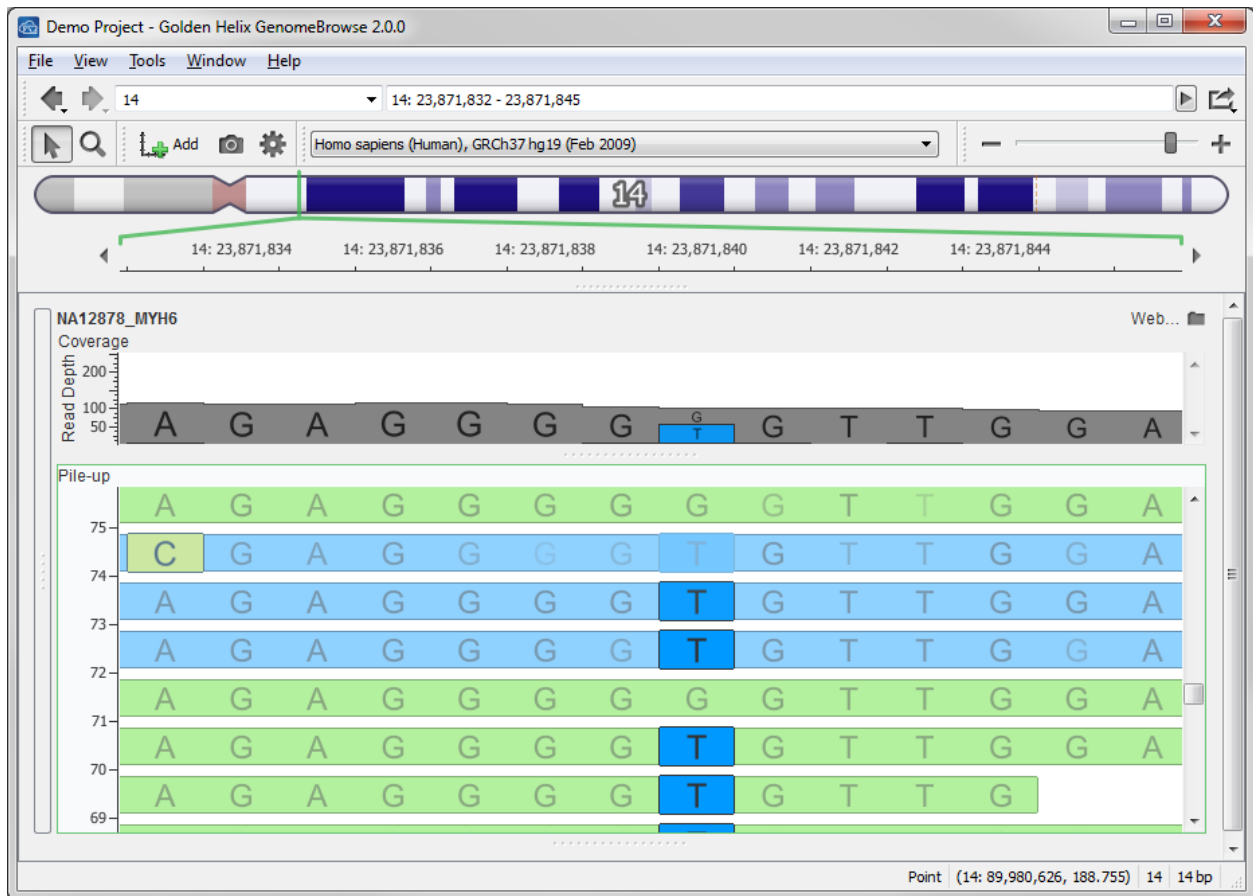 Demo Project - Golden Helix GenomeBrowse 2.0.0
File View Tools Window Help
14 14: 23,871,832 - 23,871,845
Add Homo sapiens (Human), GRCh37 hg19 (Feb 2009)
14
14: 23,871,834 14: 23,871,836 14: 23,871,838 14: 23,871,840 14: 23,871,842 14: 23,871,844
NA12878_MYH6 Web...
Coverage
Read Depth
200
100
50
G
A G A G G G G T G T T G G A
Pile-up
A G A G G G G G G T T G G A
75
C G A G G G G T G T T G G A
74
A G A G G G G T G T T G G A
73
A G A G G G G T G T T G G A
72
A G A G G G G G G T T G G A
71
A G A G G G G T G T T G G A
70
A G A G G G G T G T T G
69
Point (14: 89,980,626, 188.755) 14 14 bp